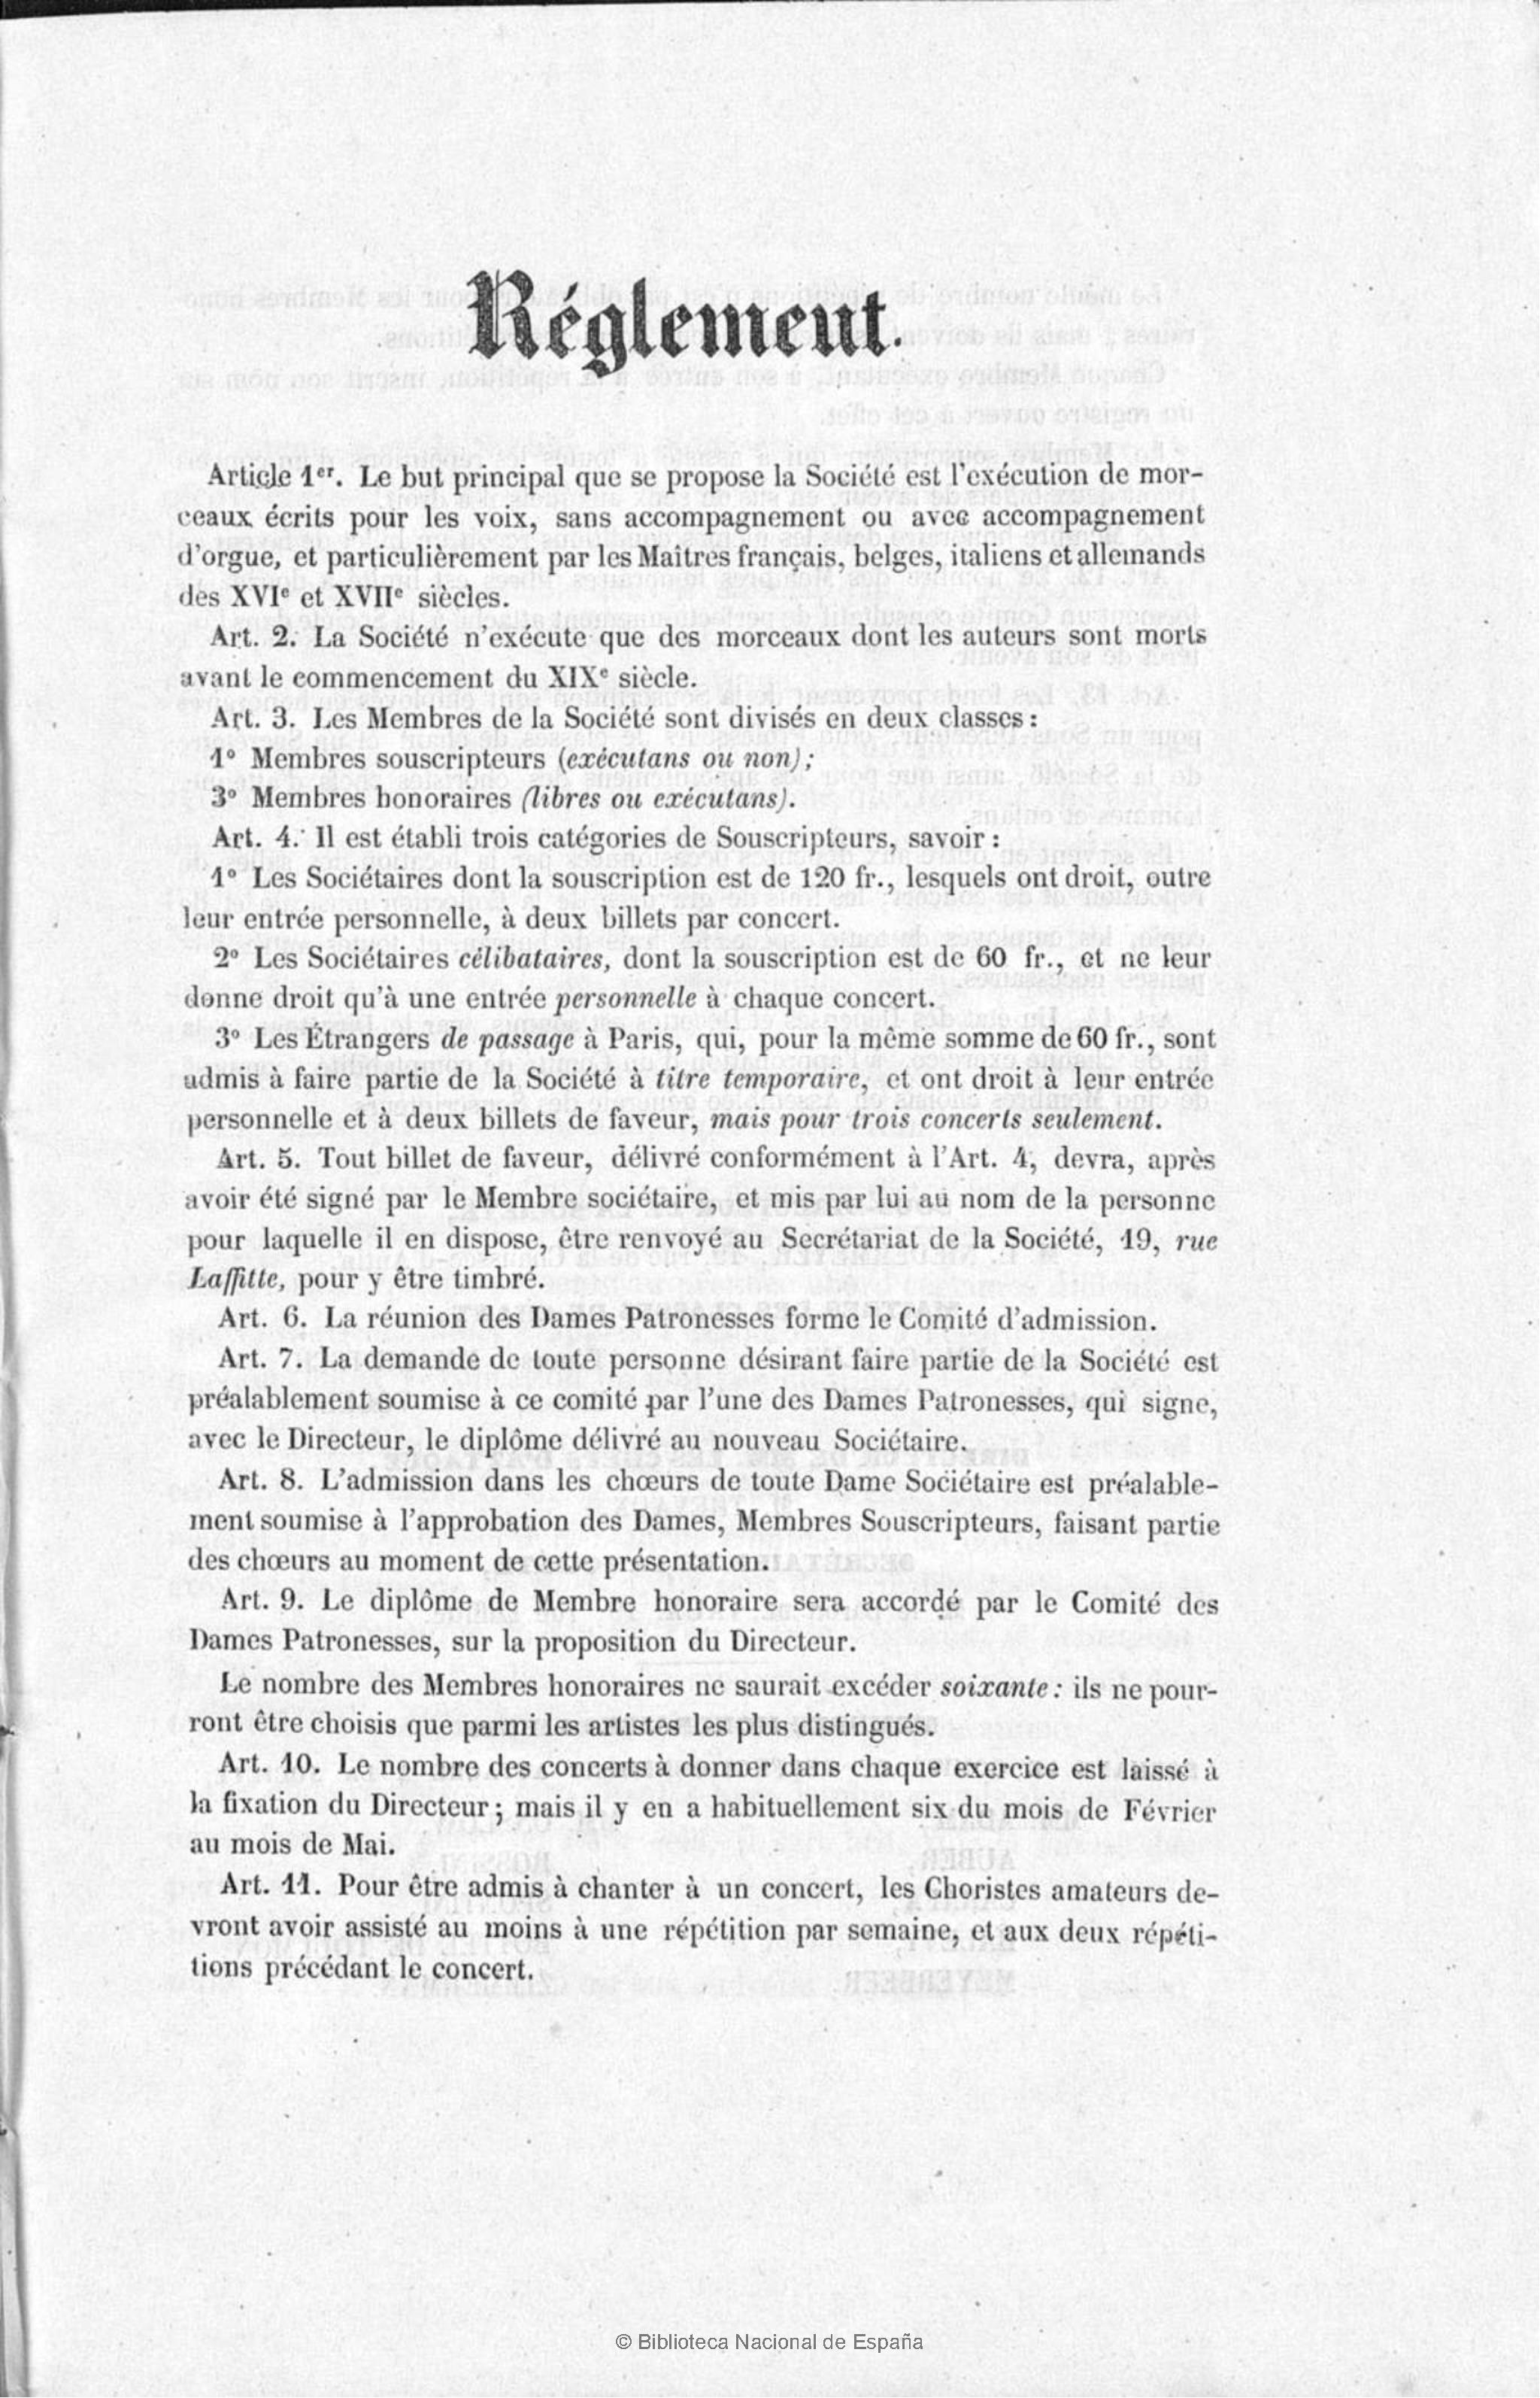 Réglement.
Article 1er. Le but principal que se propose la Société est l'exécution de mor-
ceaux écrits pour les voix, sans accompagnement ou avec accompagnement
d'orgue, et particulièrement par les Maîtres français, belges, italiens et allemands
des XVIe et XVIIe siècles.
Art. 2. La Société n'exécute que des morceaux dont les auteurs sont morts
avant le commencement du XIXe siècle.
Art. 3. Les Membres de la Société sont divisés en deux classes :
1o Membres souscripteurs (exécutans ou non) ;
3o Membres honoraires (libres ou exécutans).
Art. 4. Il est établi trois catégories de Souscripteurs, savoir :
1o Les Sociétaires dont la souscription est de 120 fr., lesquels ont droit, outre
leur entrée personnelle, à deux billets par concert.
2o Les Sociétaires célibataires, dont la souscription est de 60 fr., et ne leur
donne droit qu'à une entrée personnelle à chaque concert.
3o Les Étrangers de passage à Paris, qui, pour la même somme de 60 fr., sont
admis à faire partie de la Société à titre temporaire, et ont droit à leur entrée
personnelle et à deux billets de faveur, mais pour trois concerts seulement.
Art. 5. Tout billet de faveur, délivré conformément à l'Art. 4, devra, après
avoir été signé par le Membre sociétaire, et mis par lui au nom de la personne
pour laquelle il en dispose, être renvoyé au Secrétariat de la Société, 19, rue
Laffitte, pour y être timbré.
Art. 6. La réunion des Dames Patronesses forme le Comité d'admission.
Art. 7. La demande de toute personne désirant faire partie de la Société est
préalablement soumise à ce comité par l'une des Dames Patronesses, qui signe,
avec le Directeur, le diplôme délivré au nouveau Sociétaire.
Art. 8. L'admission dans les chœurs de toute Dame Sociétaire est préalable-
ment soumise à l'approbation des Dames, Membres Souscripteurs, faisant partie
des chœurs au moment de cette présentation.
Art. 9. Le diplôme de Membre honoraire sera accordé par le Comité des
Dames Patronesses, sur la proposition du Directeur.
Le nombre des Membres honoraires ne saurait excéder soixante : ils ne pour-
ront être choisis que parmi les artistes les plus distingués.
Art. 10. Le nombre des concerts à donner dans chaque exercice est laissé à
la fixation du Directeur ; mais il y en a habituellement six du mois de Février
au mois de Mai.
Art. 11. Pour être admis à chanter à un concert, les Choristes amateurs de-
vront avoir assisté au moins à une répétition par semaine, et aux deux répéti-
tions précédant le concert.
© Biblioteca Nacional de España